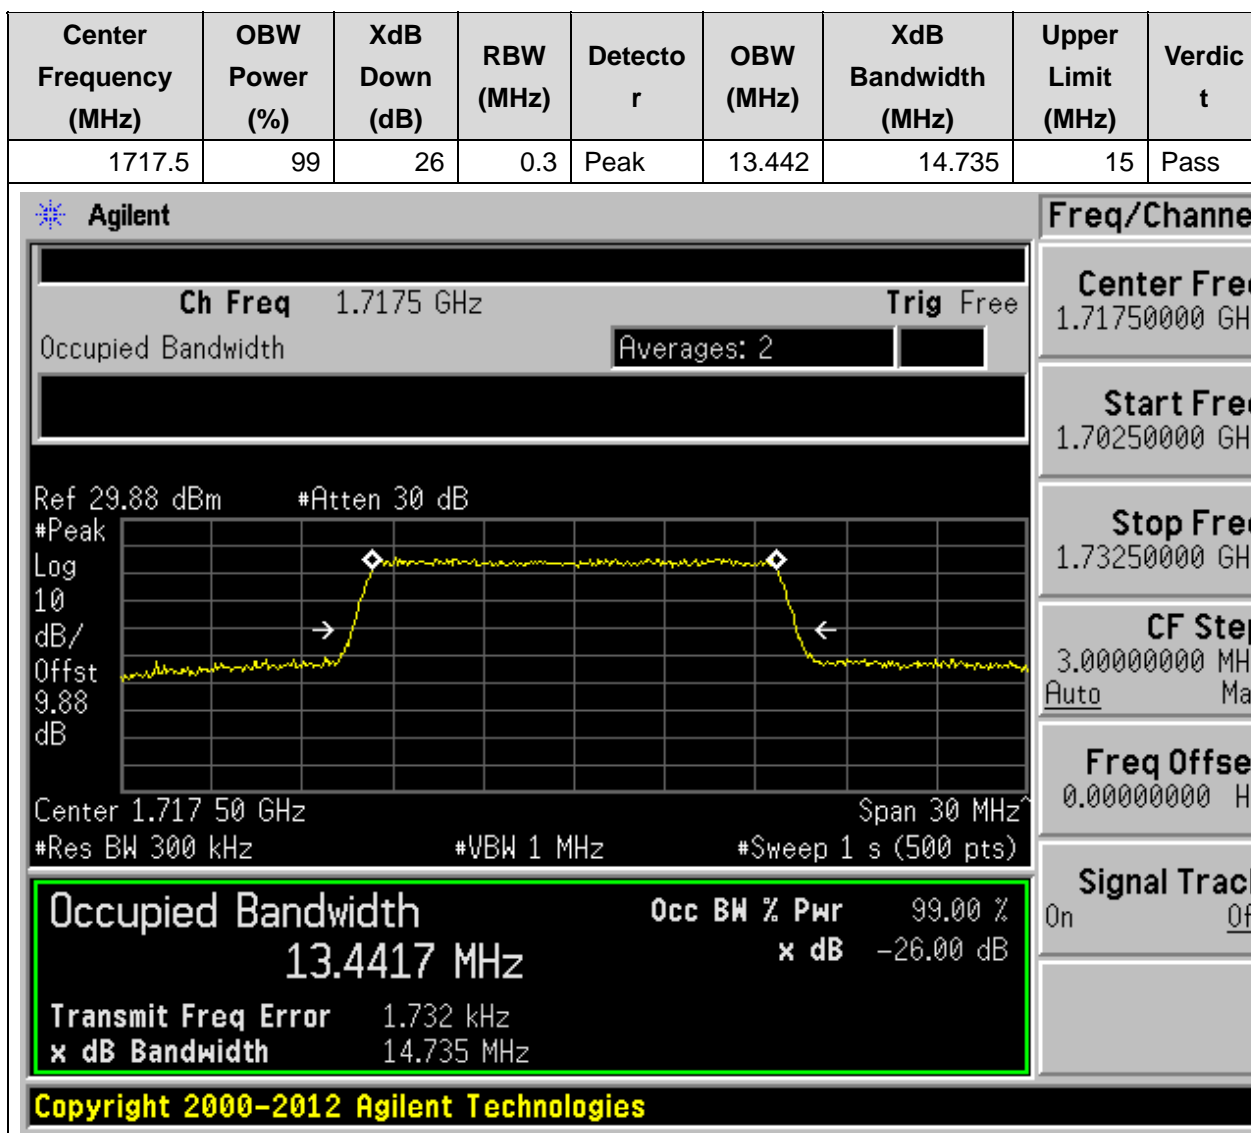 Center Frequency (MHz) OBW Power (%) XdB Down (dB) RBW (MHz) Detecto r OBW (MHz) XdB Bandwidth (MHz) Upper Limit (MHz) Verdic t
1717.5 99 26 0.3 Peak 13.442 14.735 15 Pass
Agilent
Freq/Channe
Ch Freq 1.7175 GHz Trig Free
Occupied Bandwidth Averages: 2
Center Fre
1.71750000 GH
Start Fre
1.70250000 GH
Stop Fre
1.73250000 GH
CF Ste
3.00000000 MH
Auto Ma
Freq Offse
0.00000000 H
Signal Trac
On Of
Ref 29.88 dBm #Atten 30 dB
#Peak
Log
10
dB/
Offst
9.88
dB
Center 1.717 50 GHz Span 30 MHz^
#Res BW 300 kHz #VBW 1 MHz #Sweep 1 s (500 pts)
Occupied Bandwidth Occ BW % Pwr 99.00 %
13.4417 MHz x dB -26.00 dB
Transmit Freq Error 1.732 kHz
x dB Bandwidth 14.735 MHz
Copyright 2000-2012 Agilent Technologies